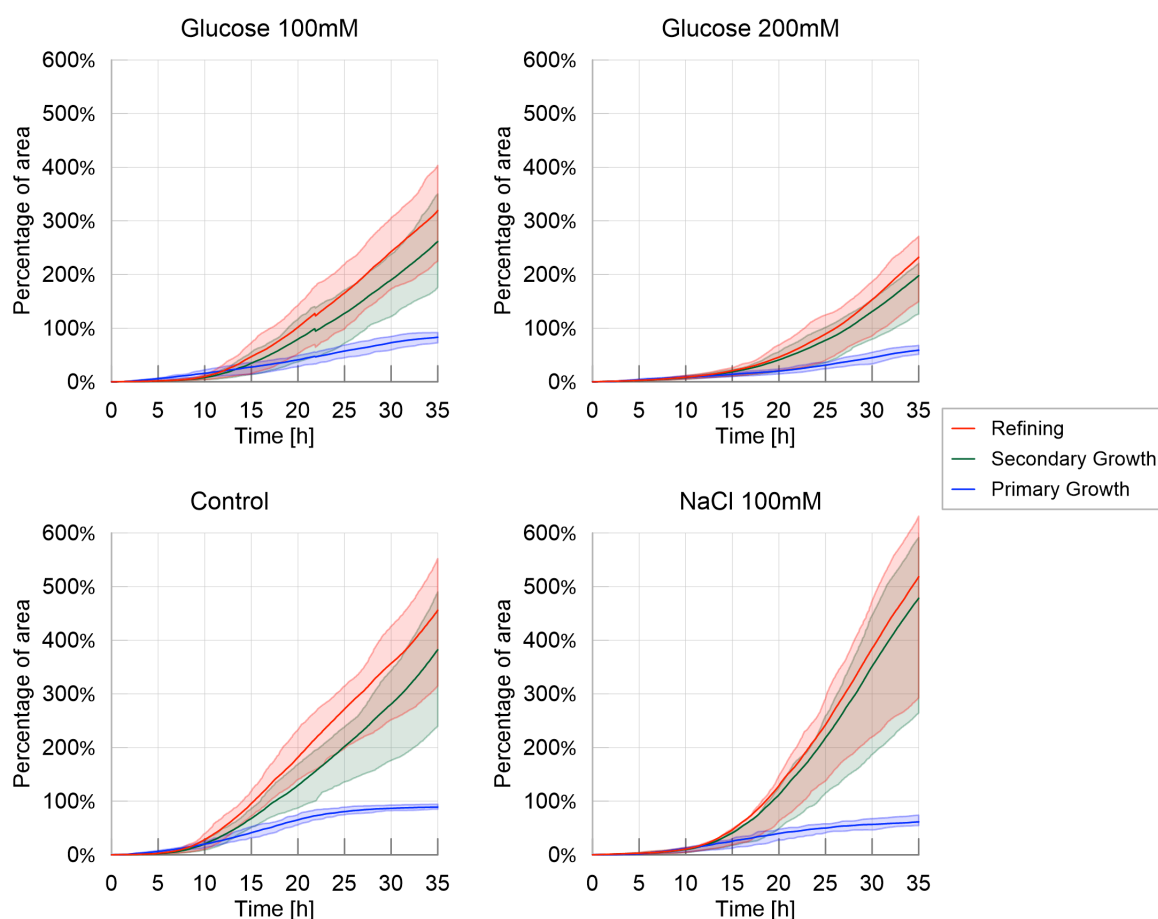 Glucose 100mM
Glucose 200mM
600%
500%
400%
300%
200%
100%
0%
Percentage of area
0 5 10 15 20 25 30 35
Time [h]
600%
500%
400%
300%
200%
100%
0%
Percentage of area
0 5 10 15 20 25 30 35
Time [h]
Refining
Secondary Growth
Primary Growth
Control
NaCl 100mM
600%
500%
400%
300%
200%
100%
0%
Percentage of area
0 5 10 15 20 25 30 35
Time [h]
600%
500%
400%
300%
200%
100%
0%
Percentage of area
0 5 10 15 20 25 30 35
Time [h]